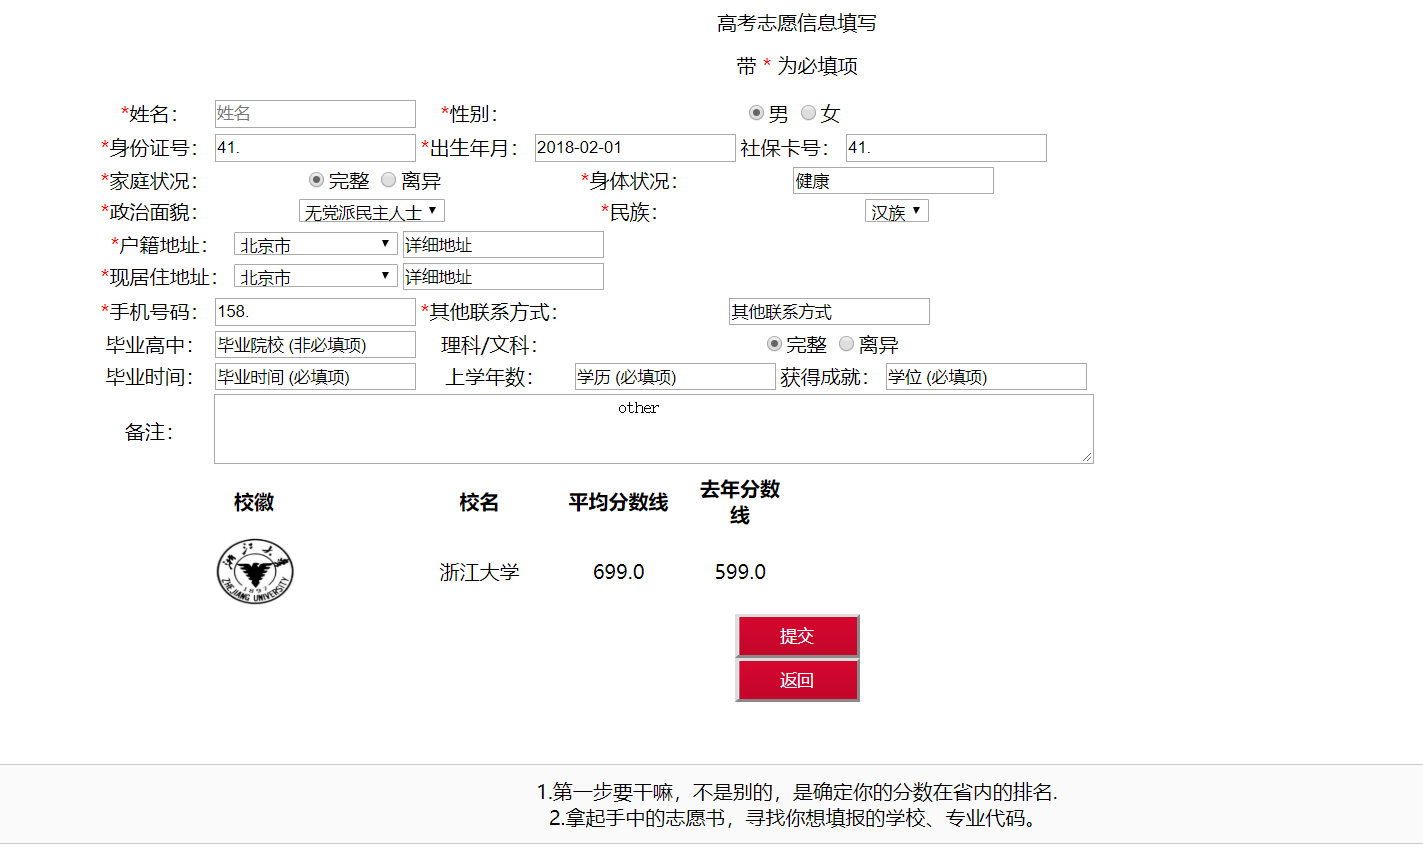 高考志愿信息填写
带 * 为必填项
*姓名： 姓名 *性别： 男 女
*身份证号： 41. *出生年月： 2018-02-01 社保卡号： 41.
*家庭状况： 完整 离异 *身体状况： 健康
*政治面貌： 无党派民主人士 *民族： 汉族
*户籍地址： 北京市 详细地址
*现居住地址： 北京市 详细地址
*手机号码： 158. *其他联系方式： 其他联系方式
毕业高中： 毕业院校 (非必填项) 理科/文科： 完整 离异
毕业时间： 毕业时间 (必填项) 上学年数： 学历 (必填项) 获得成就： 学位 (必填项)
备注： other
校徽 校名 平均分数线 去年分数
线
浙江大学
ZHEJIANG UNIVERSITY
1897
浙江大学 699.0 599.0
提交
返回
1.第一步要干嘛，不是别的，是确定你的分数在省内的排名.
2.拿起手中的志愿书，寻找你想填报的学校、专业代码。